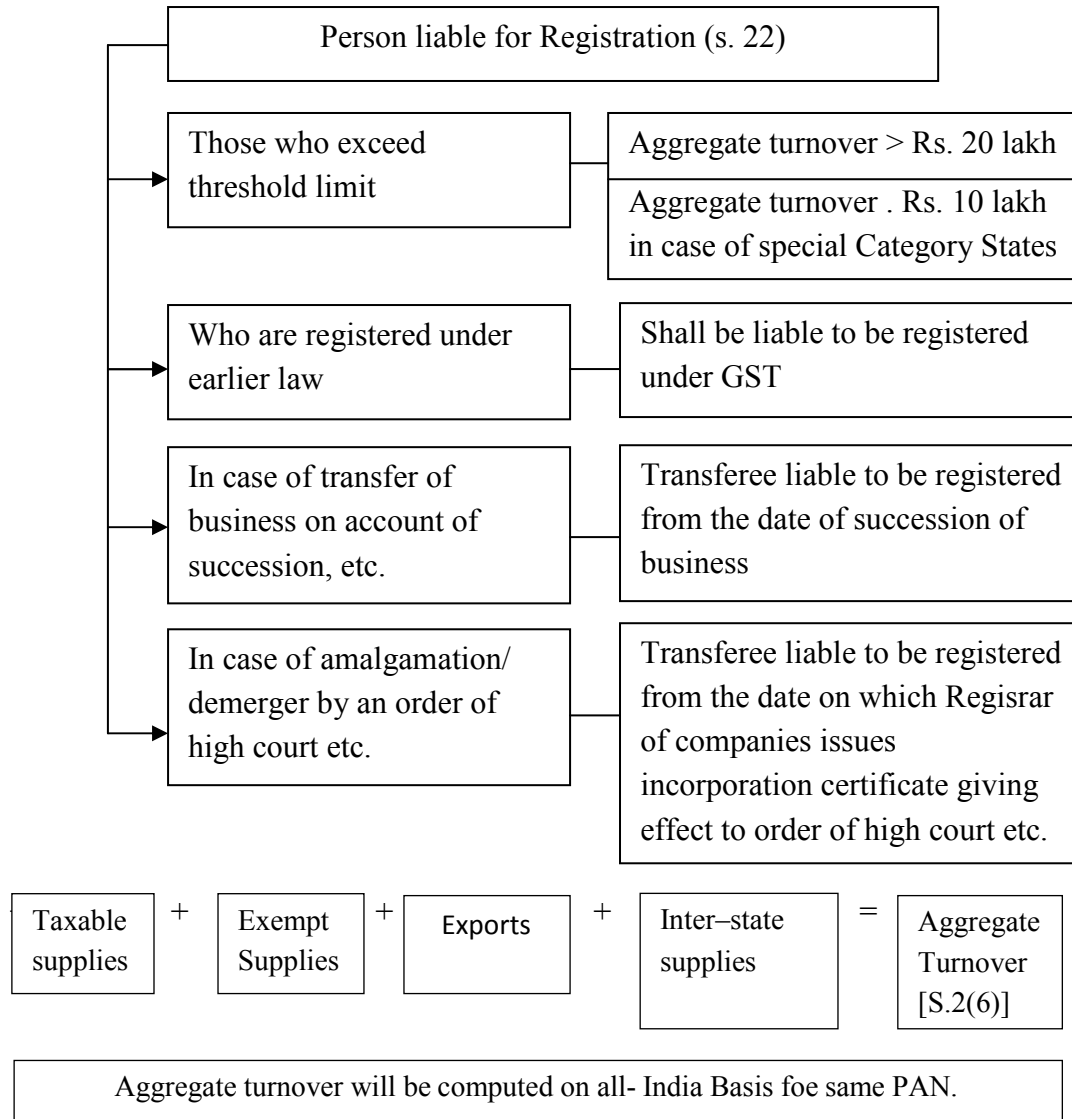 Person liable for Registration (s. 22)
Those who exceed
threshold limit
Aggregate turnover > Rs. 20 lakh
Aggregate turnover . Rs. 10 lakh
in case of special Category States
Who are registered under
earlier law
Shall be liable to be registered
under GST
In case of transfer of
business on account of
succession, etc.
Transferee liable to be registered
from the date of succession of
business
In case of amalgamation/
demerger by an order of
high court etc.
Transferee liable to be registered
from the date on which Regisrar
of companies issues
incorporation certificate giving
effect to order of high court etc.
Taxable
supplies
+
Exempt
Supplies
+
Exports
+
Inter–state
supplies
=
Aggregate
Turnover
[S.2(6)]
Aggregate turnover will be computed on all- India Basis foe same PAN.